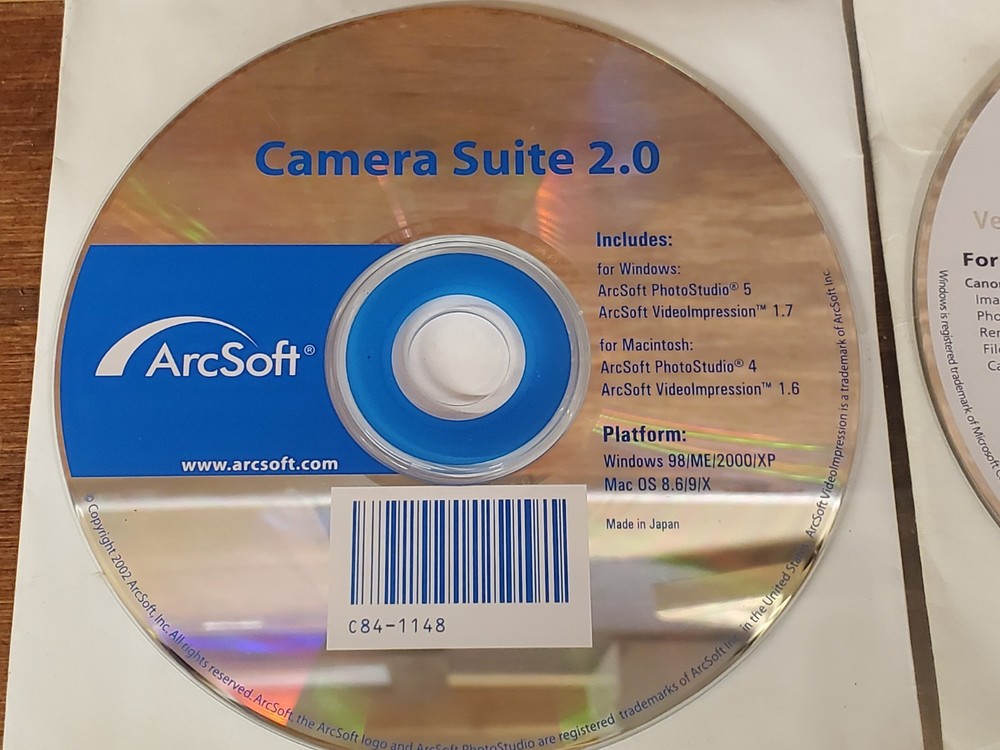 Camera Suite 2.0
ArcSoft®
www.arcsoft.com
Includes:
for Windows:
ArcSoft PhotoStudio® 5
ArcSoft VideoImpression™ 1.7
for Macintosh:
ArcSoft PhotoStudio® 4
ArcSoft VideoImpression™ 1.6
Platform:
Windows 98/ME/2000/XP
Mac OS 8.6/9/X
Made in Japan
C84-1148
© Copyright 2002 ArcSoft, Inc. All rights reserved. ArcSoft, the ArcSoft logo and ArcSoft PhotoStudio are registered trademarks of ArcSoft Inc. in the United States. ArcSoft VideoImpression is a trademark of ArcSoft Inc.
For
Windows is registered trademark of Microsoft